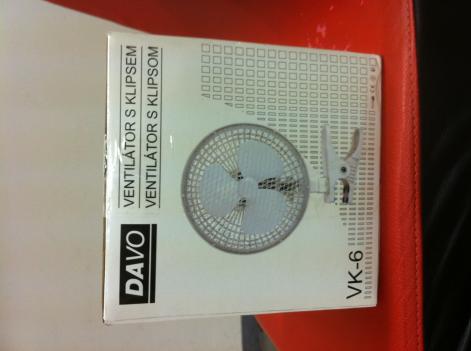 DAVO
VENTILÁTOR S KLIPSEM
VENTILÁTOR S KLIPSOM
VK-6